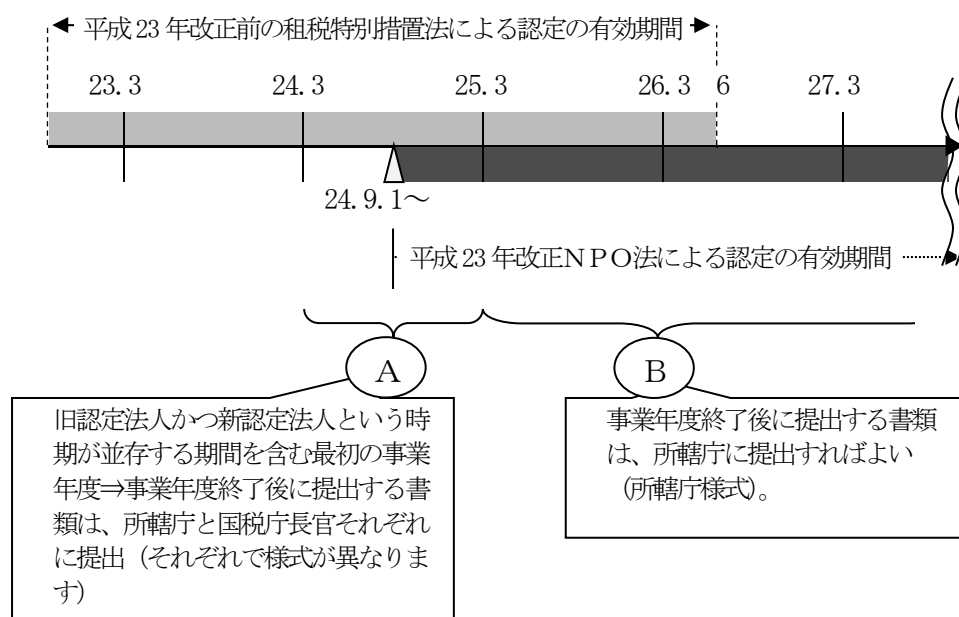 平成23年改正前の租税特別措置法による認定の有効期間
23.3 24.3 25.3 26.3 6 27.3
24.9.1～
平成23年改正ＮＰＯ法による認定の有効期間
A
B
旧認定法人かつ新認定法人という時
期が並存する期間を含む最初の事業
年度⇒事業年度終了後に提出する書
類は、所轄庁と国税庁長官それぞれ
に提出（それぞれで様式が異なりま
す）
事業年度終了後に提出する書類
は、所轄庁に提出すればよい
（所轄庁様式）。